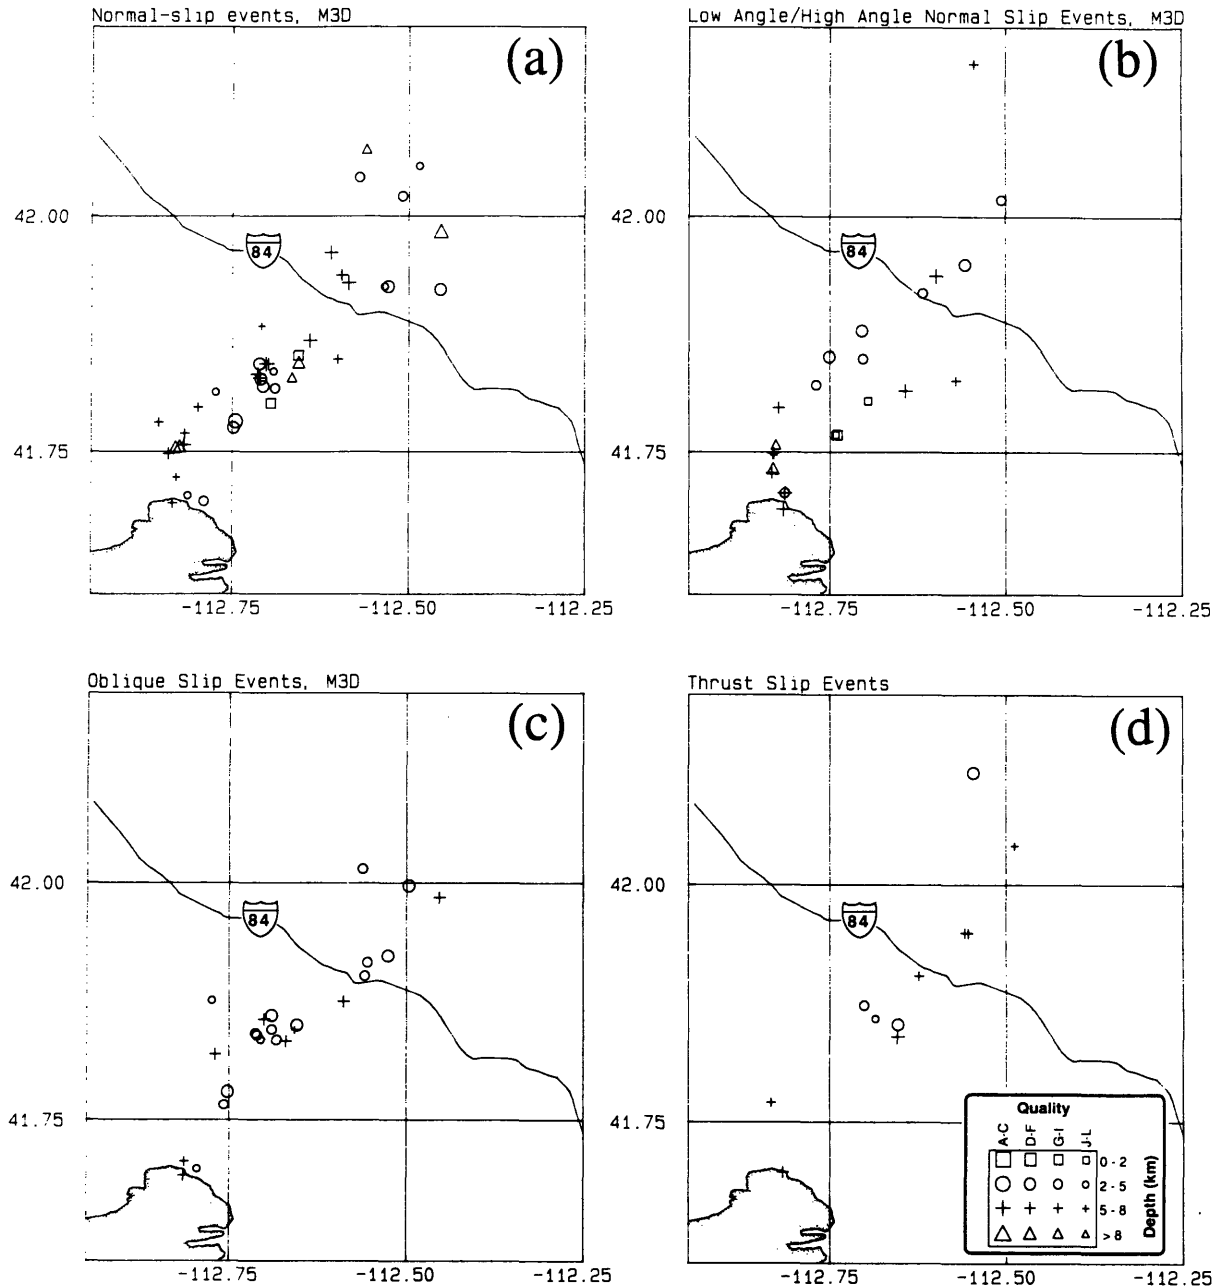 Normal-slip events, M3D
(a)
42.00
84
41.75
-112.75 -112.50 -112.25
Low Angle/High Angle Normal Slip Events, M3D
(b)
42.00
84
41.75
-112.75 -112.50 -112.25
Oblique Slip Events, M3D
(c)
42.00
84
41.75
-112.75 -112.50 -112.25
Thrust Slip Events
(d)
42.00
84
41.75
-112.75 -112.50 -112.25
Quality
A-C D-F G-I J-L
0-2
2-5
5-8
>8
Depth (km)